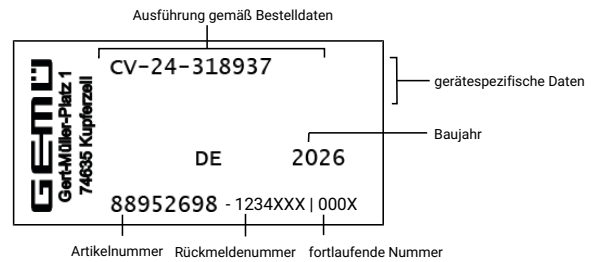 Ausführung gemäß Bestelldaten
GEMÜ
Gert-Müller-Platz 1
74635 Kupferzell
CV-24-318937
gerätespezifische Daten
Baujahr
DE 2026
88952698 - 1234XXX | 000X
Artikelnummer Rückmeldenummer fortlaufende Nummer